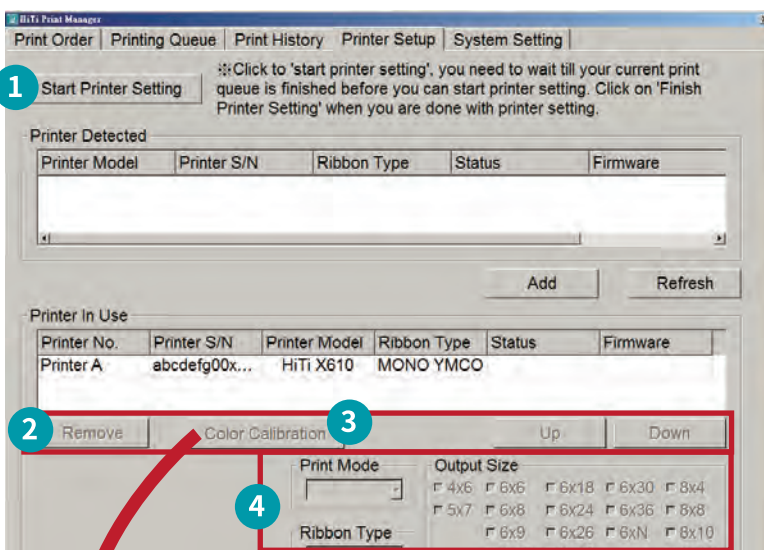 HiTi Print Manager
Print Order Printing Queue Print History Printer Setup System Setting
1 Start Printer Setting
※Click to 'start printer setting', you need to wait till your current print
queue is finished before you can start printer setting. Click on 'Finish
Printer Setting' when you are done with printer setting.
Printer Detected
Printer Model Printer S/N Ribbon Type Status Firmware
Add Refresh
Printer In Use
Printer No. Printer S/N Printer Model Ribbon Type Status Firmware
Printer A abcdefg00x... HiTi X610 MONO YMCO
2 Remove Color Calibration 3 Up Down
4
Print Mode
Output Size
4x6 6x6 6x18 6x30 8x4
5x7 6x8 6x24 6x36 8x8
6x9 6x26 6xN 8x10
Ribbon Type